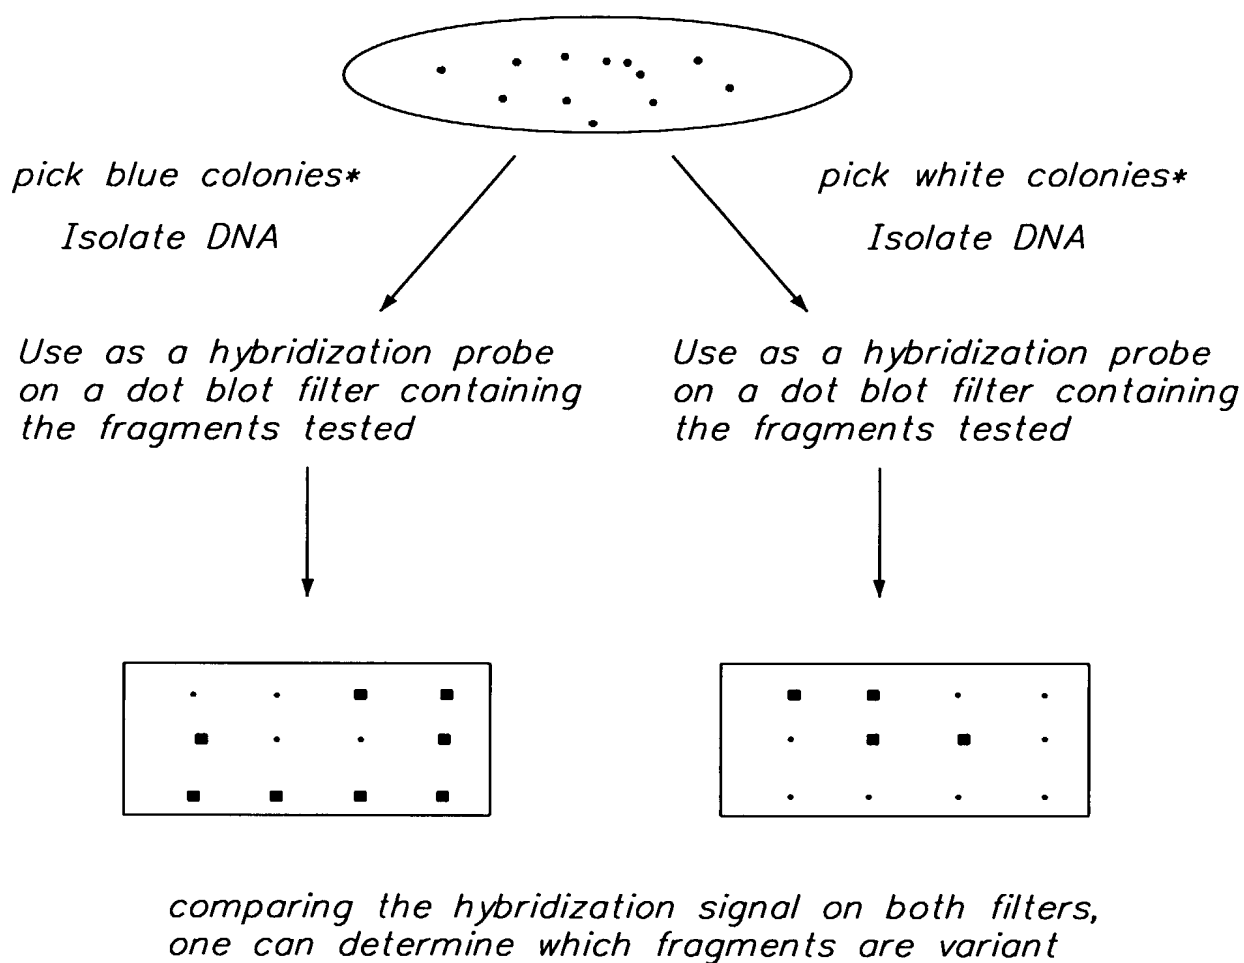 pick blue colonies*
Isolate DNA
Use as a hybridization probe
on a dot blot filter containing
the fragments tested
pick white colonies*
Isolate DNA
Use as a hybridization probe
on a dot blot filter containing
the fragments tested
comparing the hybridization signal on both filters,
one can determine which fragments are variant